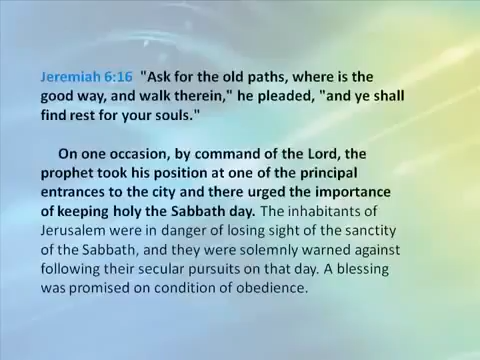 Jeremiah 6:16 "Ask for the old paths, where is the
good way, and walk therein," he pleaded, "and ye shall
find rest for your souls."
On one occasion, by command of the Lord, the
prophet took his position at one of the principal
entrances to the city and there urged the importance
of keeping holy the Sabbath day. The inhabitants of
Jerusalem were in danger of losing sight of the sanctity
of the Sabbath, and they were solemnly warned against
following their secular pursuits on that day. A blessing
was promised on condition of obedience.